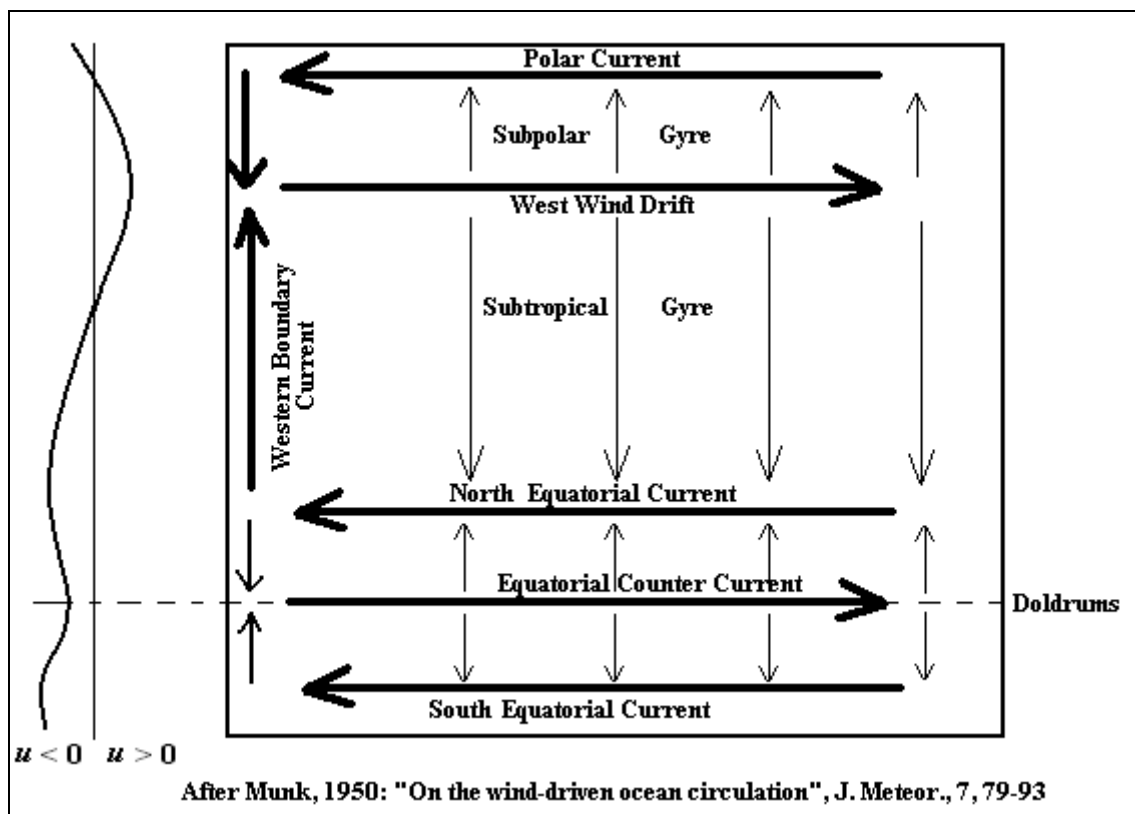 Polar Current
Subpolar Gyre
West Wind Drift
Western Boundary
Current
Subtropical Gyre
North Equatorial Current
Equatorial Counter Current
Doldrums
South Equatorial Current
u < 0 u > 0
After Munk, 1950: "On the wind-driven ocean circulation", J. Meteor., 7, 79-93